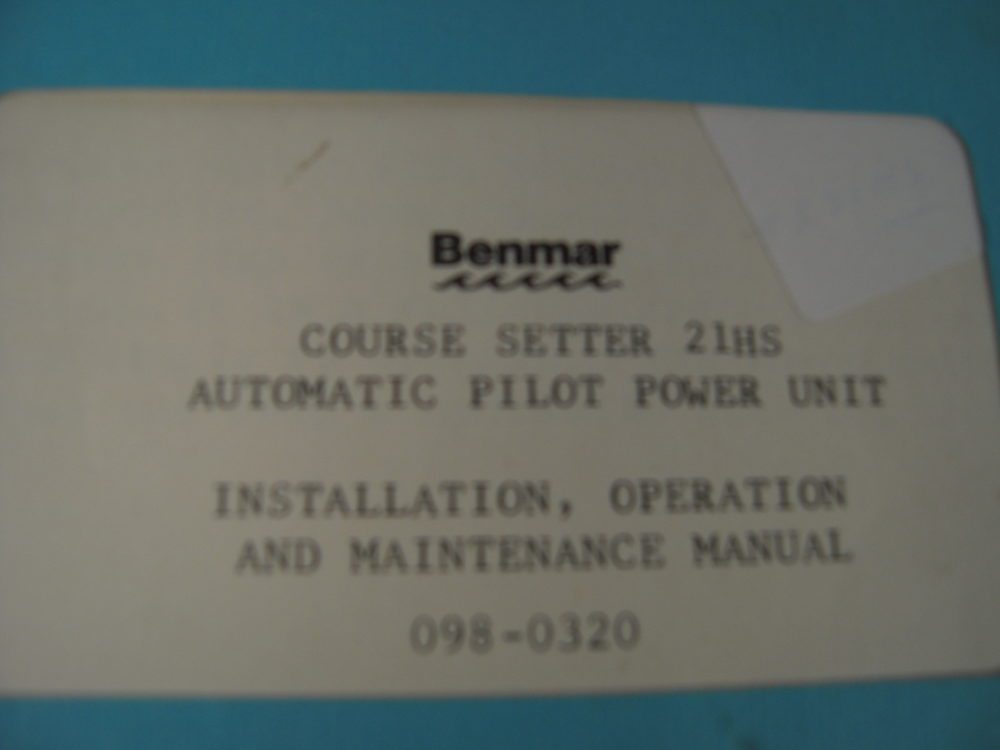 Benmar
COURSE SETTER 21HS
AUTOMATIC PILOT POWER UNIT
INSTALLATION, OPERATION
AND MAINTENANCE MANUAL
098-0320